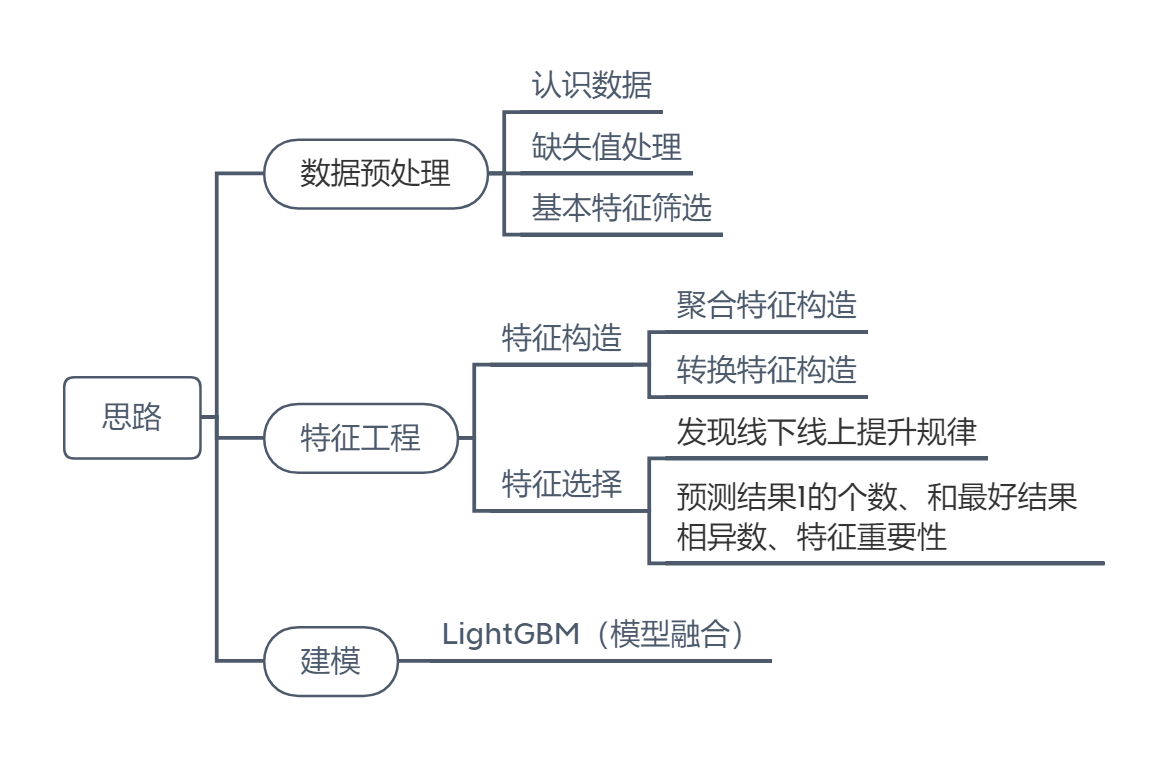 认识数据
缺失值处理
数据预处理
基本特征筛选
聚合特征构造
特征构造
转换特征构造
思路
特征工程
发现线下线上提升规律
特征选择
预测结果1的个数、和最好结果
相异数、特征重要性
LightGBM（模型融合）
建模